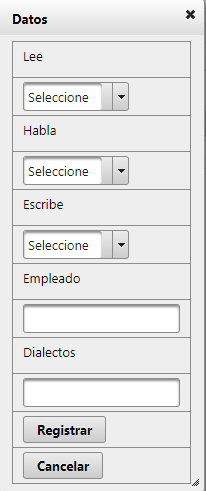 Datos
Lee
Seleccione
Habla
Seleccione
Escribe
Seleccione
Empleado
Dialectos
Registrar
Cancelar